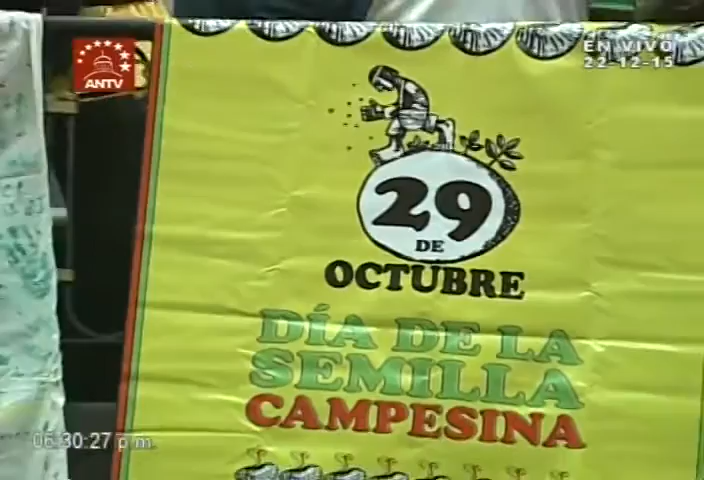 ANTV
EN VIVO
22-12-15
29
DE
OCTUBRE
DÍA DE LA
SEMILLA
CAMPESINA
06:30:27 p.m.